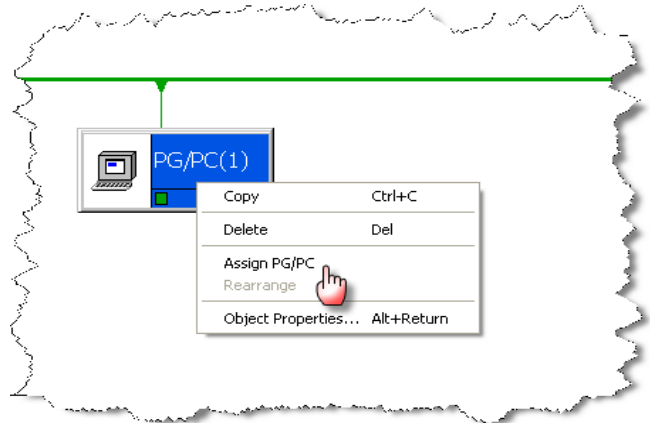 PG/PC(1)
Copy Ctrl+C
Delete Del
Assign PG/PC
Rearrange
Object Properties... Alt+Return